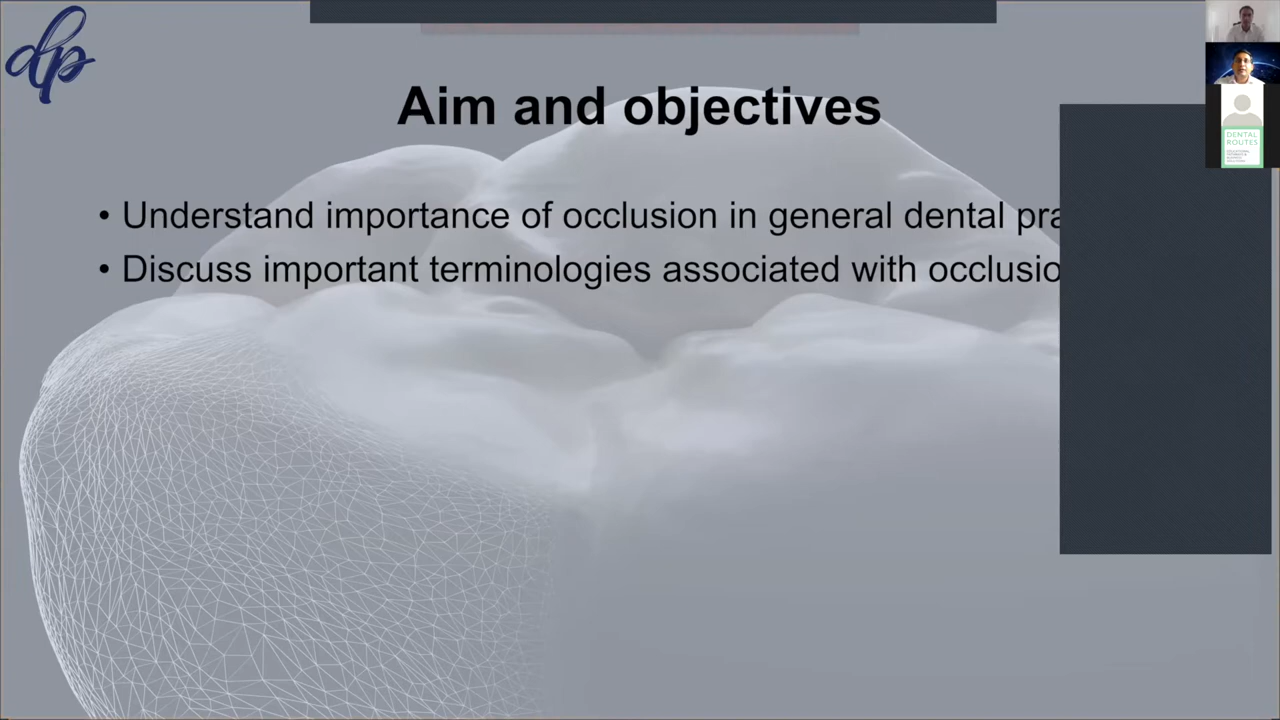 dp
Aim and objectives
• Understand importance of occlusion in general dental pra
• Discuss important terminologies associated with occlusio
DENTAL
ROUTES